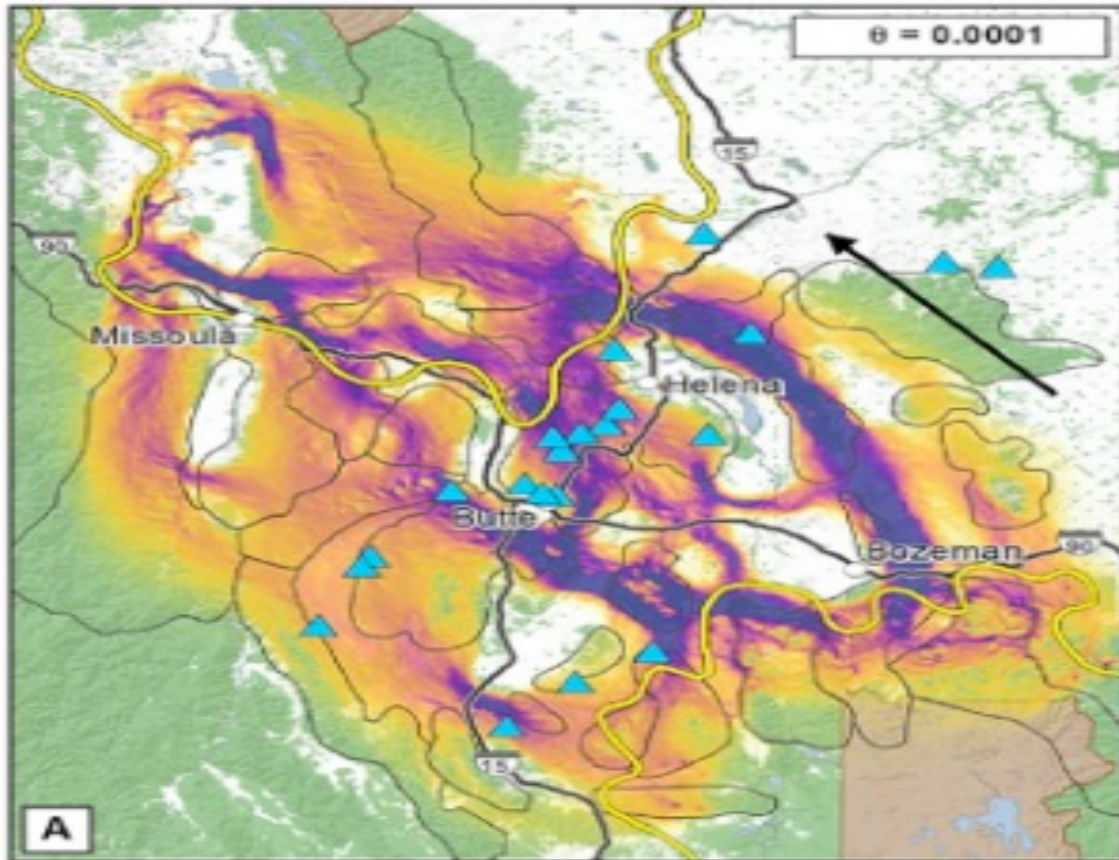 θ = 0.0001
15
90
Missoula
Helena
Butte
Bozeman
90
15
A